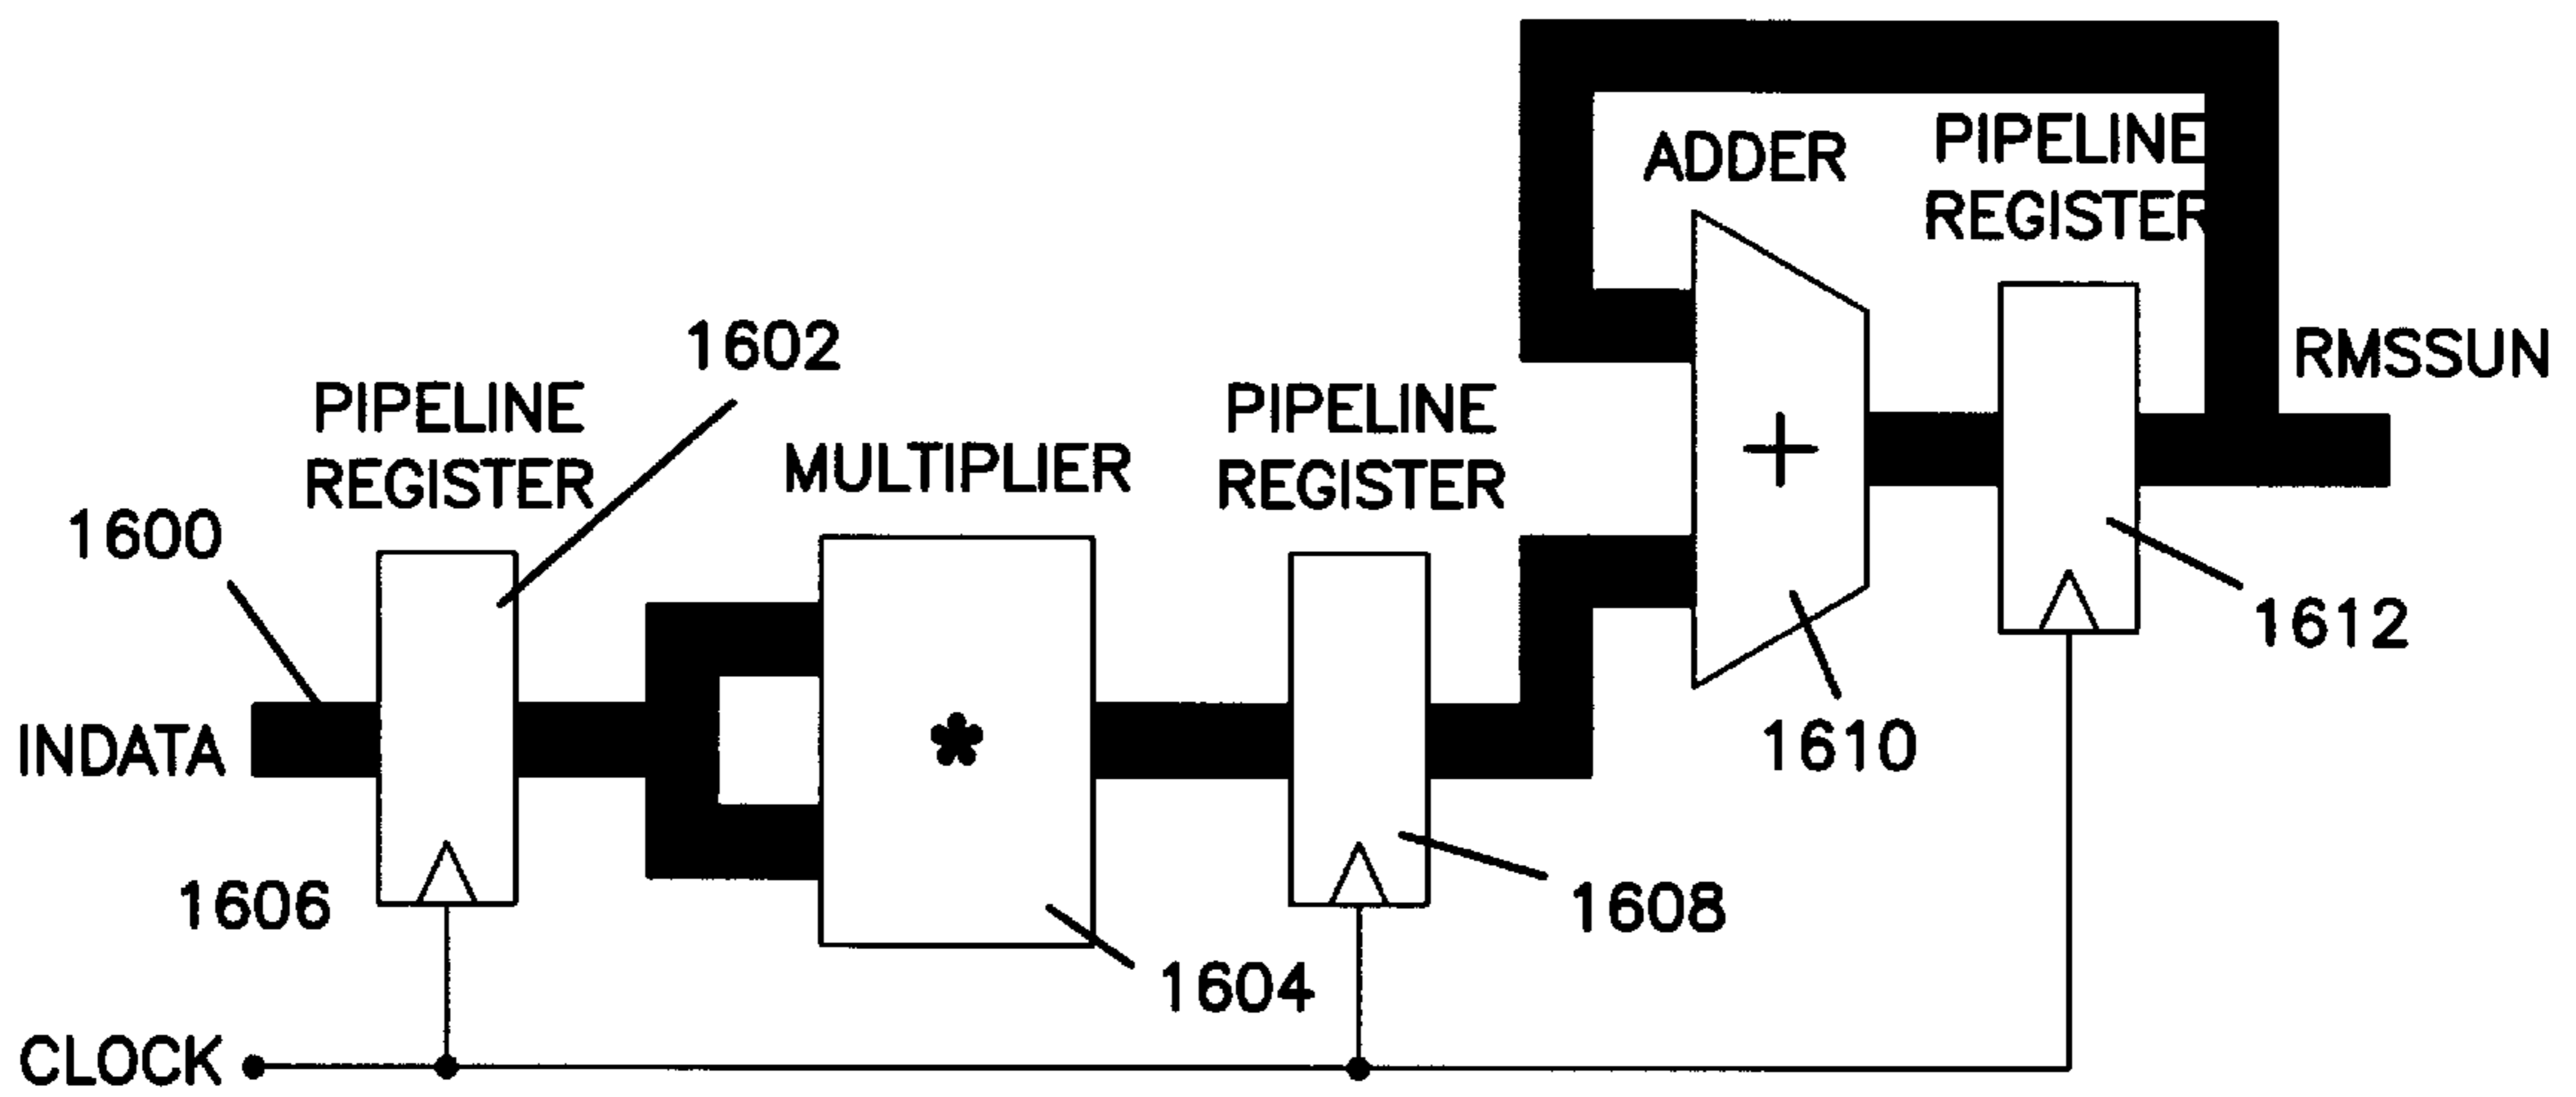 PIPELINE
REGISTER
ADDER
1602
RMSSUN
PIPELINE
REGISTER
MULTIPLIER
PIPELINE
REGISTER
+
1600
1612
INDATA
*
1610
1606
1608
1604
CLOCK